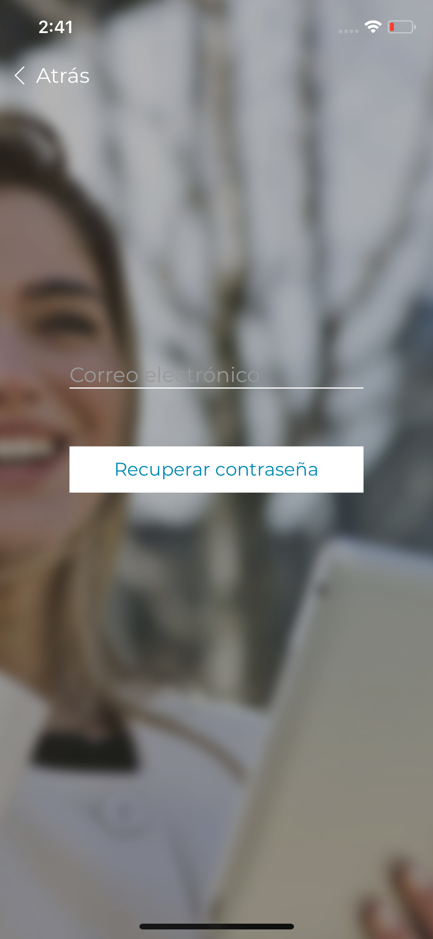 2:41
Atrás
Correo electrónico
Recuperar contraseña